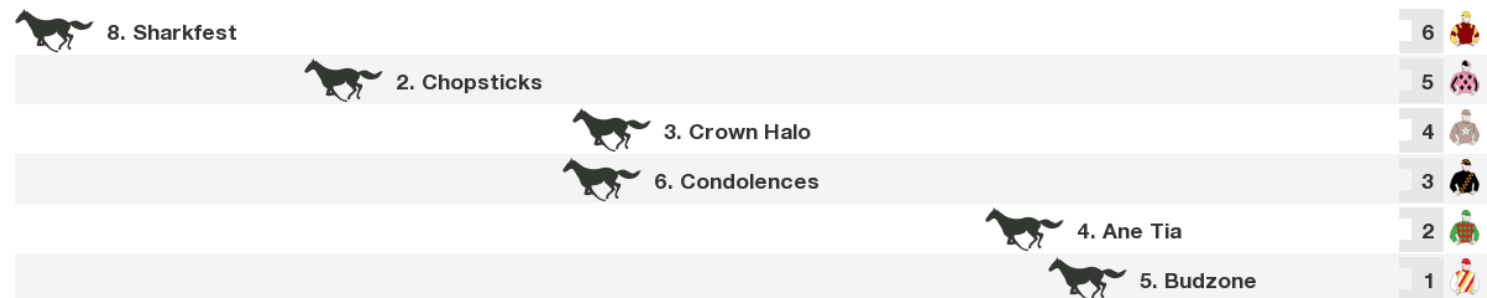 8. Sharkfest 6
2. Chopsticks 5
3. Crown Halo 4
6. Condolences 3
4. Ane Tia 2
5. Budzone 1